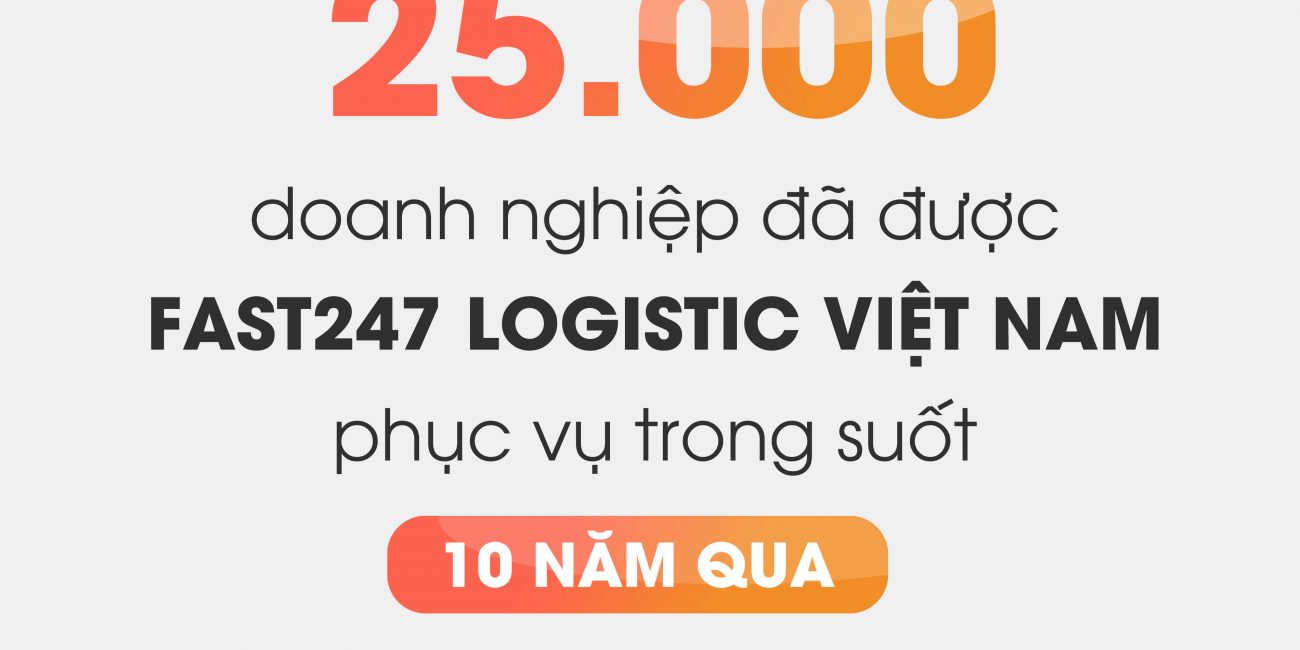 25.000
doanh nghiệp đã được
FAST247 LOGISTIC VIỆT NAM
phục vụ trong suốt
10 NĂM QUA